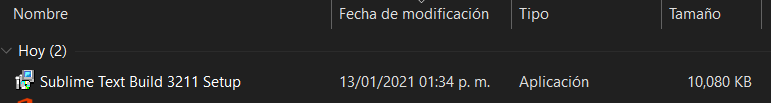 Nombre Fecha de modificación Tipo Tamaño
Hoy (2)
Sublime Text Build 3211 Setup 13/01/2021 01:34 p. m. Aplicación 10,080 KB